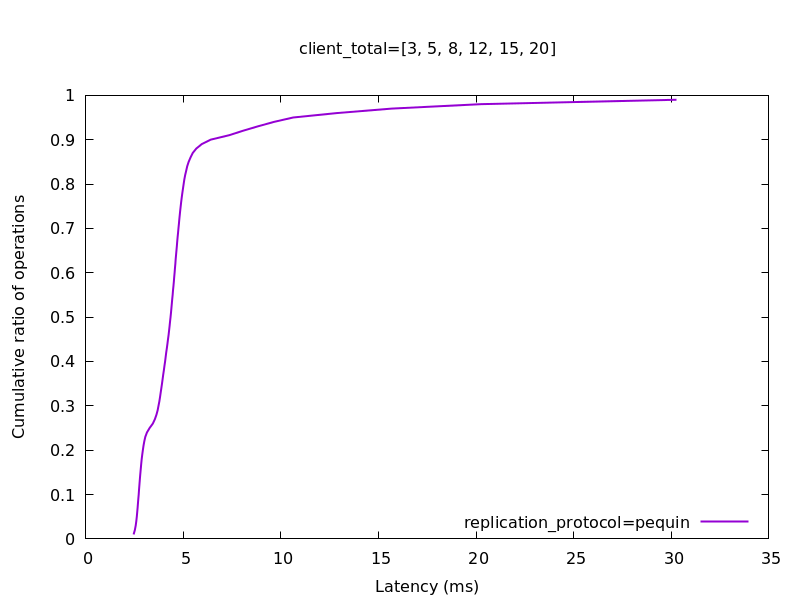 client_total=[3, 5, 8, 12, 15, 20]
1
0.9
0.8
0.7
0.6
0.5
0.4
0.3
0.2
0.1
0
Cumulative ratio of operations
replication_protocol=pequin
0 5 10 15 20 25 30 35
Latency (ms)